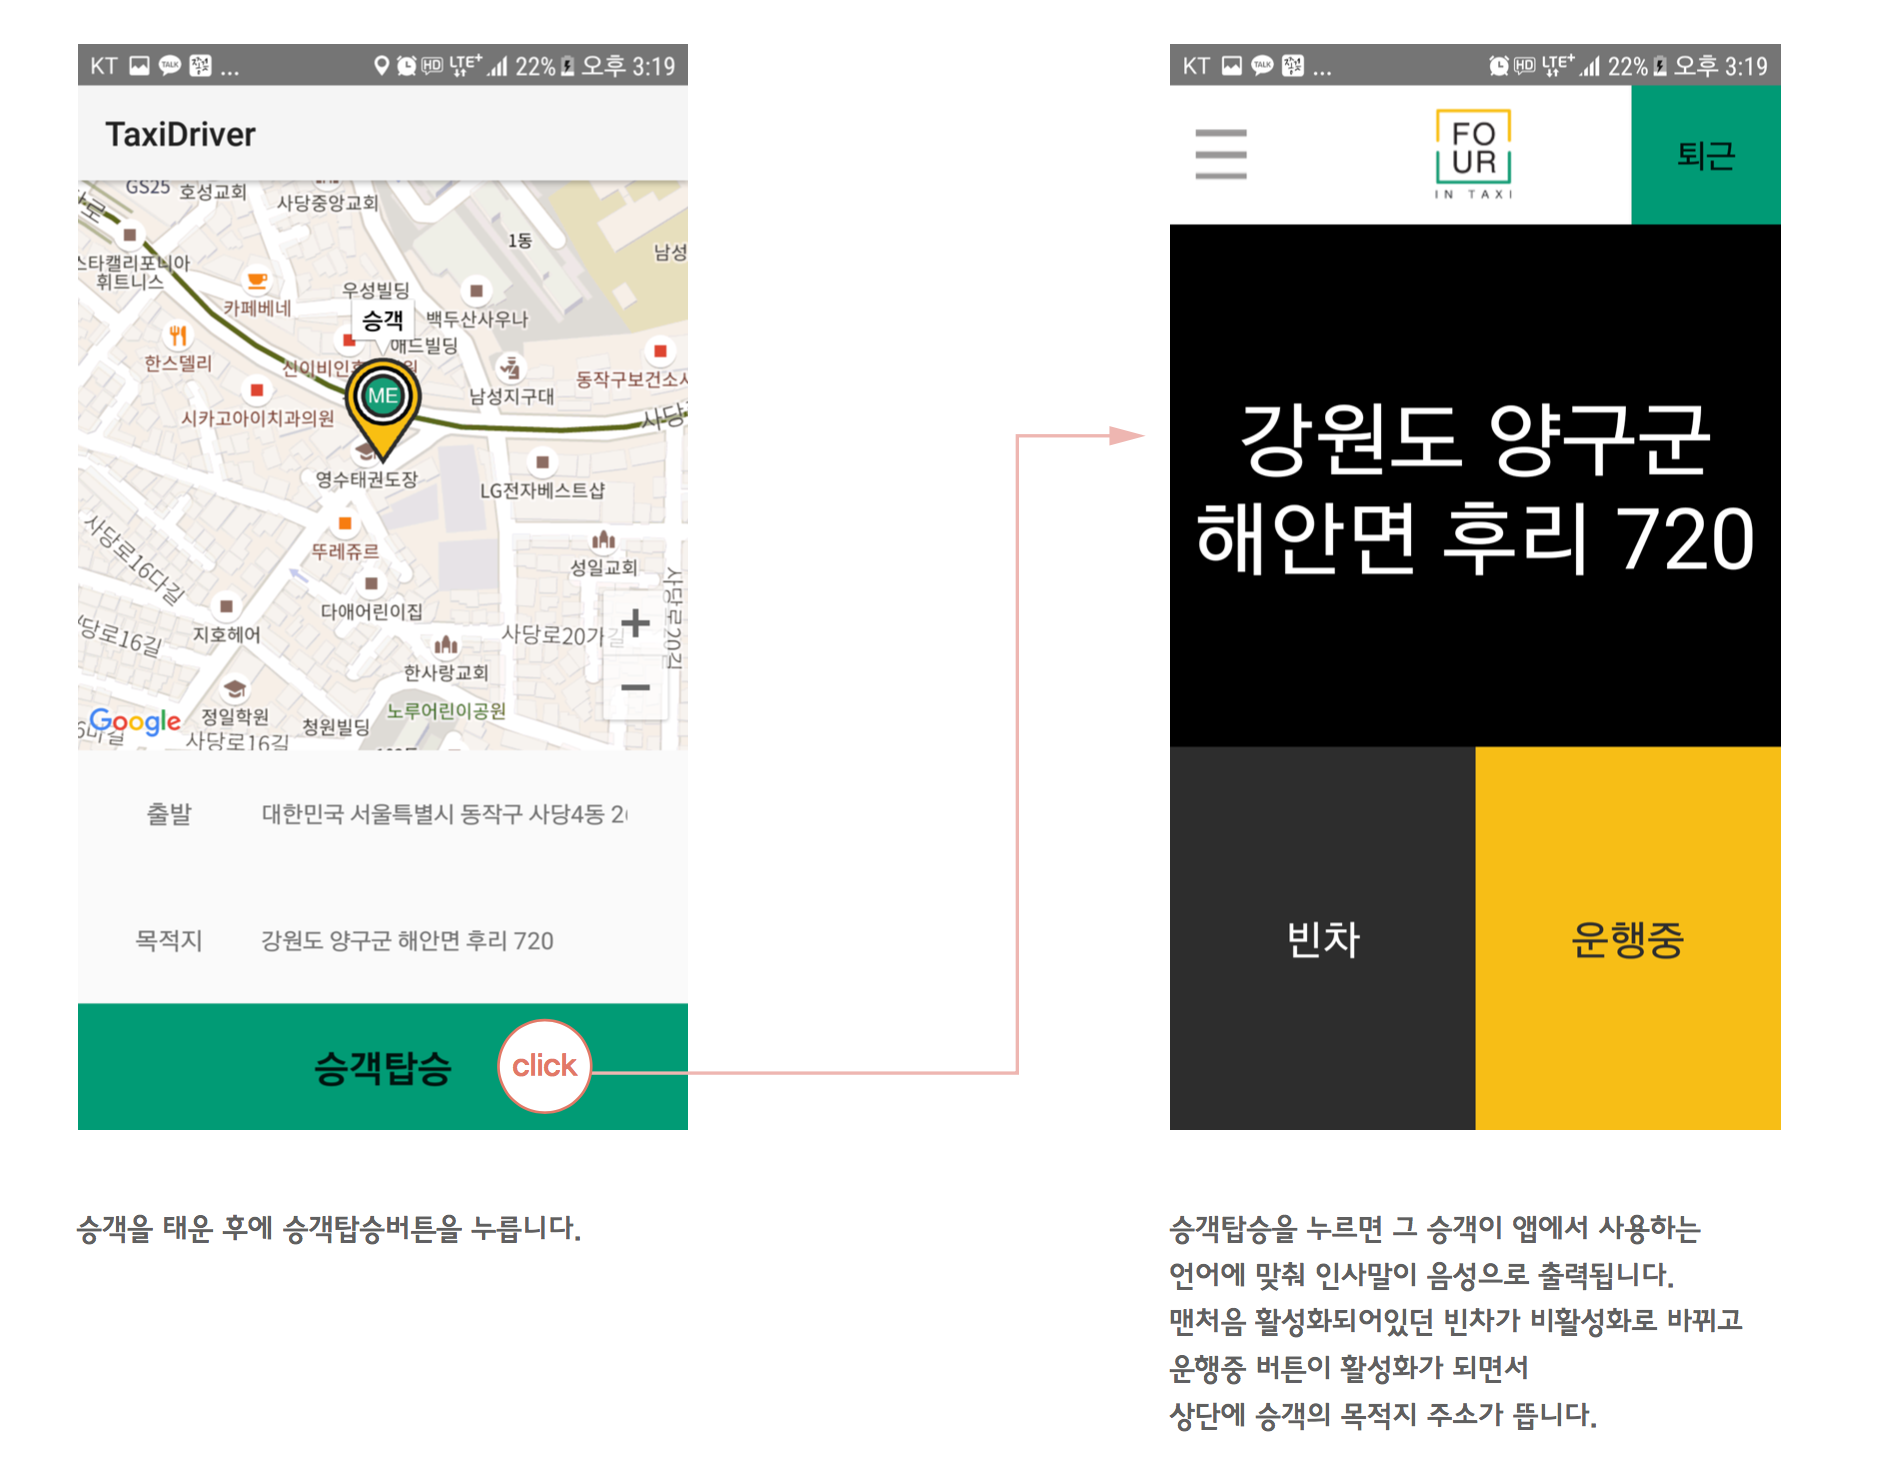 KT TALK ... HD LTE+ 22% 오후 3:19
TaxiDriver
GS25 호성교회
사당중앙교회
1동
남성
스타캘리포니아
휘트니스
카페베네
우성빌딩
승객
백두산사우나
애드빌딩
한스델리
동작구보건소
ME
남성지구대
시카고아이치과의원
사당
영수태권도장
LG전자베스트샵
사당로16다길
뚜레쥬르
성일교회
다애어린이집
사당로20길
당로16길
지호헤어
사당로20가길
+
한사랑교회
−
노루어린이공원
Google
정일학원
청원빌딩
사당로16길
출발 대한민국 서울특별시 동작구 사당4동 2
목적지 강원도 양구군 해안면 후리 720
승객탑승
click
승객을 태운 후에 승객탑승버튼을 누릅니다.
KT TALK ... HD LTE+ 22% 오후 3:19
FO
UR
IN TAXI
퇴근
강원도 양구군
해안면 후리 720
빈차
운행중
승객탑승을 누르면 그 승객이 앱에서 사용하는
언어에 맞춰 인사말이 음성으로 출력됩니다.
맨처음 활성화되어있던 빈차가 비활성화로 바뀌고
운행중 버튼이 활성화가 되면서
상단에 승객의 목적지 주소가 뜹니다.